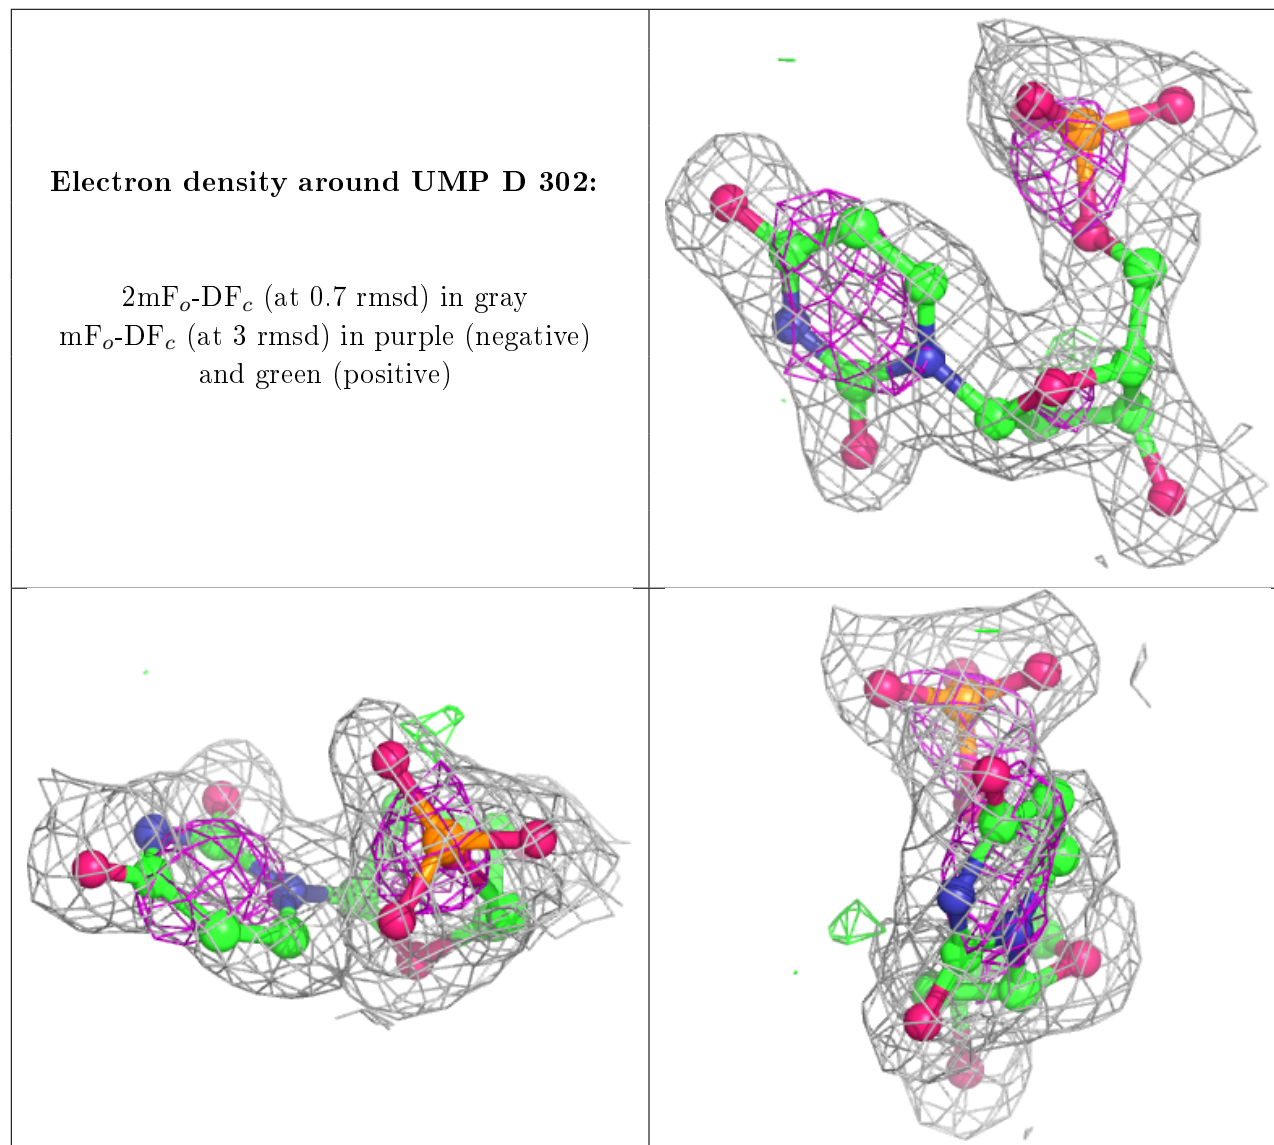 Electron density around UMP D 302:
2mFo-DFc (at 0.7 rmsd) in gray
mFo-DFc (at 3 rmsd) in purple (negative)
and green (positive)